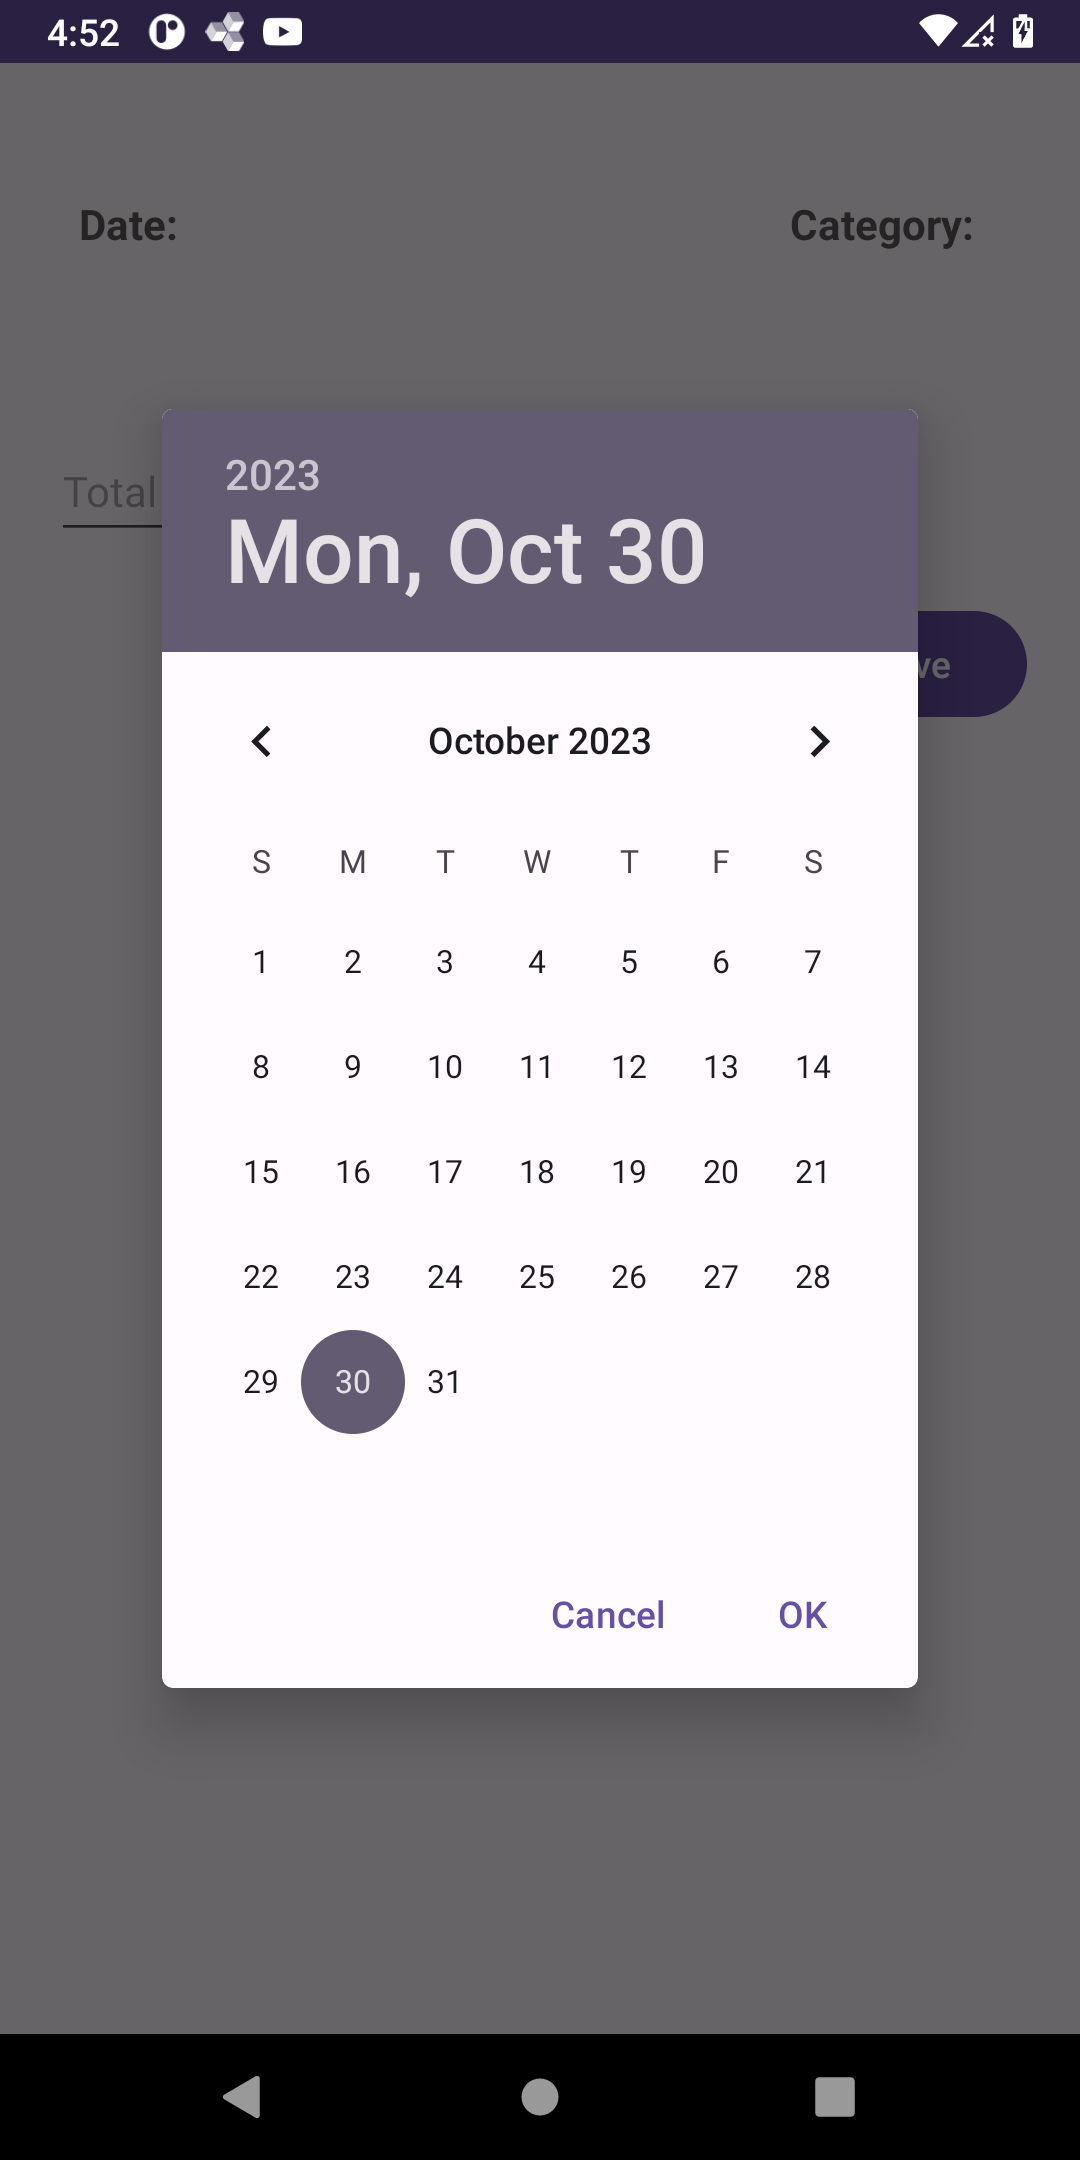 4:52
Date: Category:
Total
2023
Mon, Oct 30
October 2023
S M T W T F S
1 2 3 4 5 6 7
8 9 10 11 12 13 14
15 16 17 18 19 20 21
22 23 24 25 26 27 28
29 30 31
Cancel OK